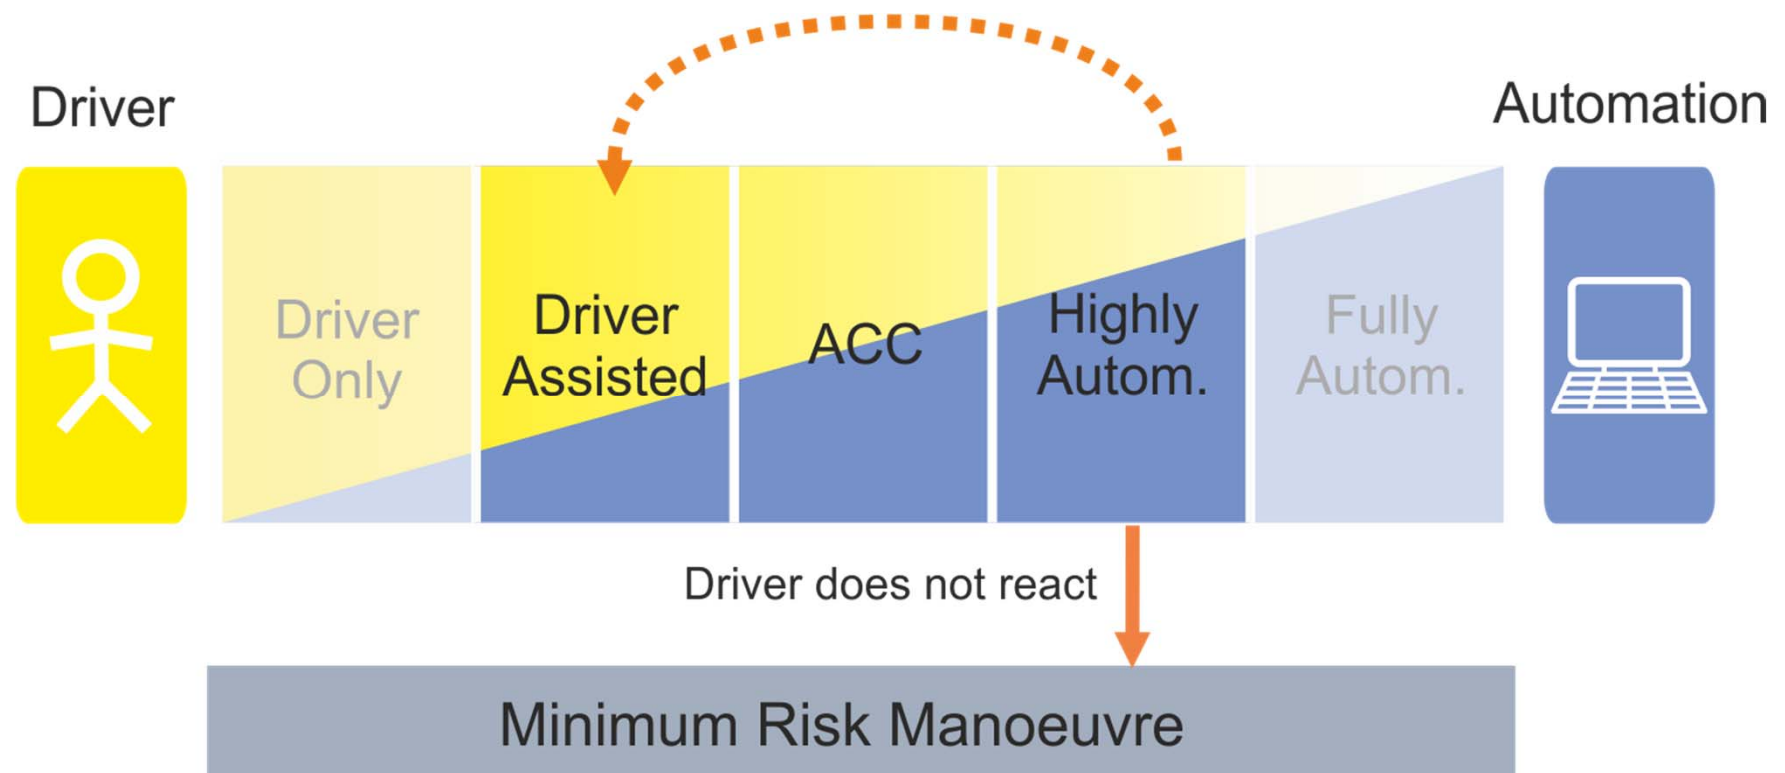 Driver
Automation
Driver
Only
Driver
Assisted
ACC
Highly
Autom.
Fully
Autom.
Driver does not react
Minimum Risk Manoeuvre